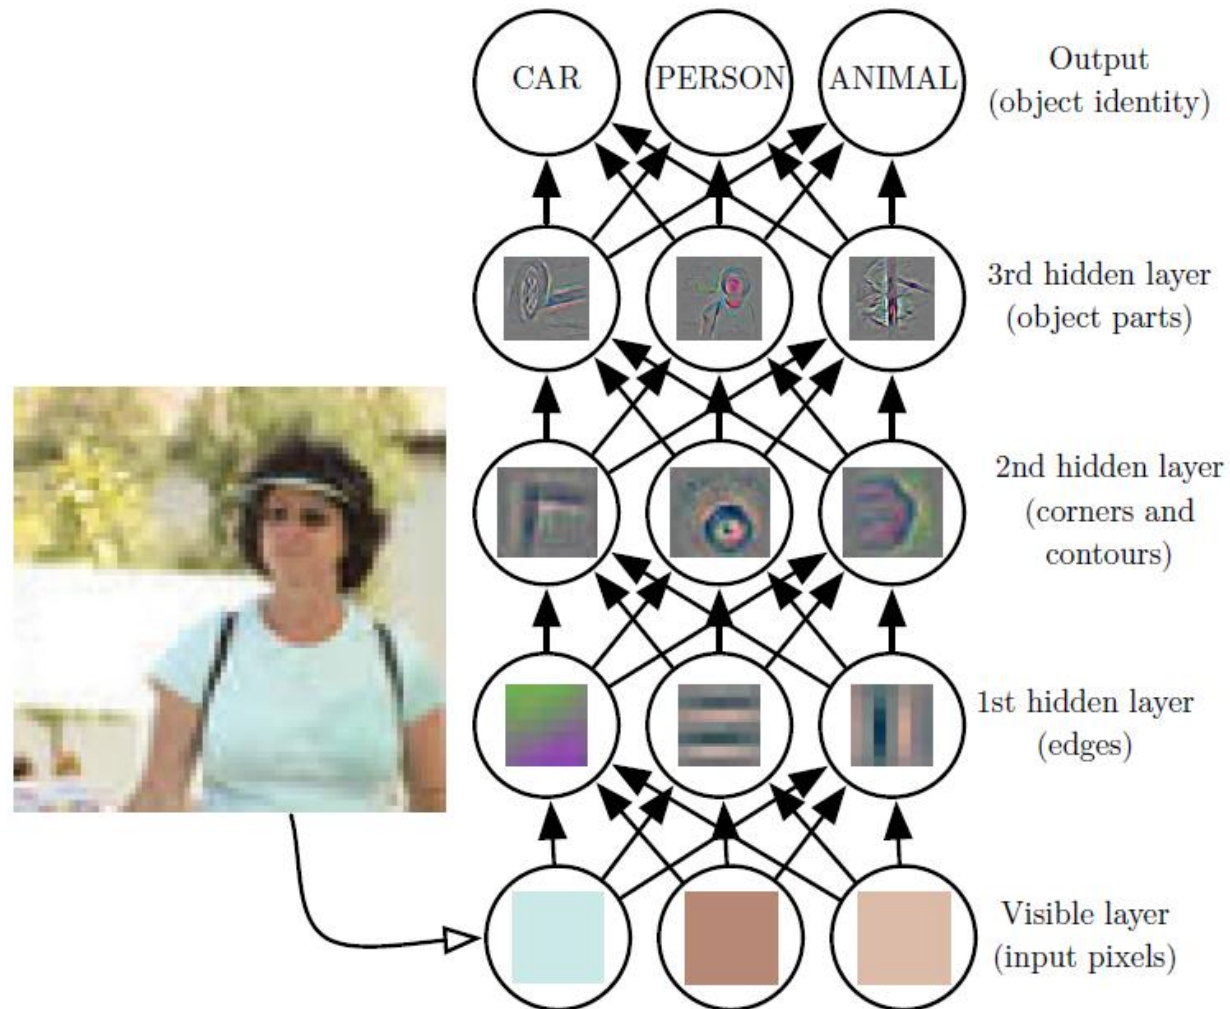 CAR
PERSON
ANIMAL
Output
(object identity)
3rd hidden layer
(object parts)
2nd hidden layer
(corners and
contours)
1st hidden layer
(edges)
Visible layer
(input pixels)